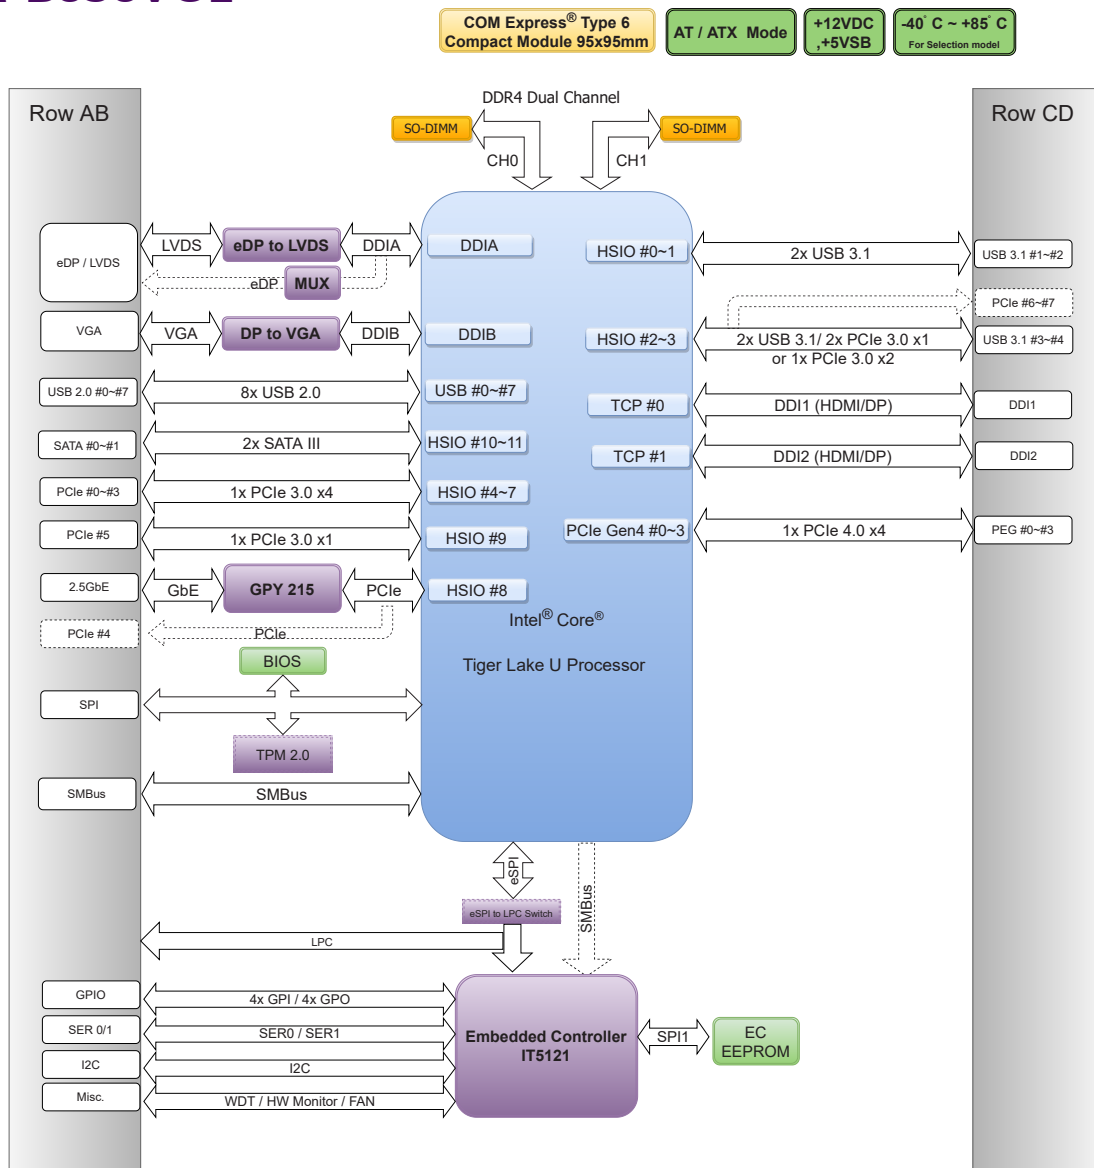 COM Express® Type 6
Compact Module 95x95mm
AT / ATX Mode
+12VDC
,+5VSB
-40° C ~ +85° C
For Selection model
Row AB
Row CD
DDR4 Dual Channel
SO-DIMM
SO-DIMM
CH0
CH1
eDP / LVDS
LVDS
eDP to LVDS
DDIA
DDIA
eDP
MUX
VGA
VGA
DP to VGA
DDIB
DDIB
USB 2.0 #0~#7
8x USB 2.0
USB #0~#7
SATA #0~#1
2x SATA III
HSIO #10~11
PCIe #0~#3
1x PCIe 3.0 x4
HSIO #4~7
PCIe #5
1x PCIe 3.0 x1
HSIO #9
2.5GbE
GbE
GPY 215
PCIe
HSIO #8
PCIe #4
PCIe
HSIO #0~1
2x USB 3.1
USB 3.1 #1~#2
PCIe #6~#7
HSIO #2~3
2x USB 3.1/ 2x PCIe 3.0 x1
or 1x PCIe 3.0 x2
USB 3.1 #3~#4
TCP #0
DDI1 (HDMI/DP)
DDI1
TCP #1
DDI2 (HDMI/DP)
DDI2
PCIe Gen4 #0~3
1x PCIe 4.0 x4
PEG #0~#3
Intel® Core®
Tiger Lake U Processor
BIOS
SPI
TPM 2.0
SMBus
SMBus
eSPI
SMBus
eSPI to LPC Switch
LPC
GPIO
4x GPI / 4x GPO
SER 0/1
SER0 / SER1
I2C
I2C
Misc.
WDT / HW Monitor / FAN
Embedded Controller
IT5121
SPI1
EC
EEPROM